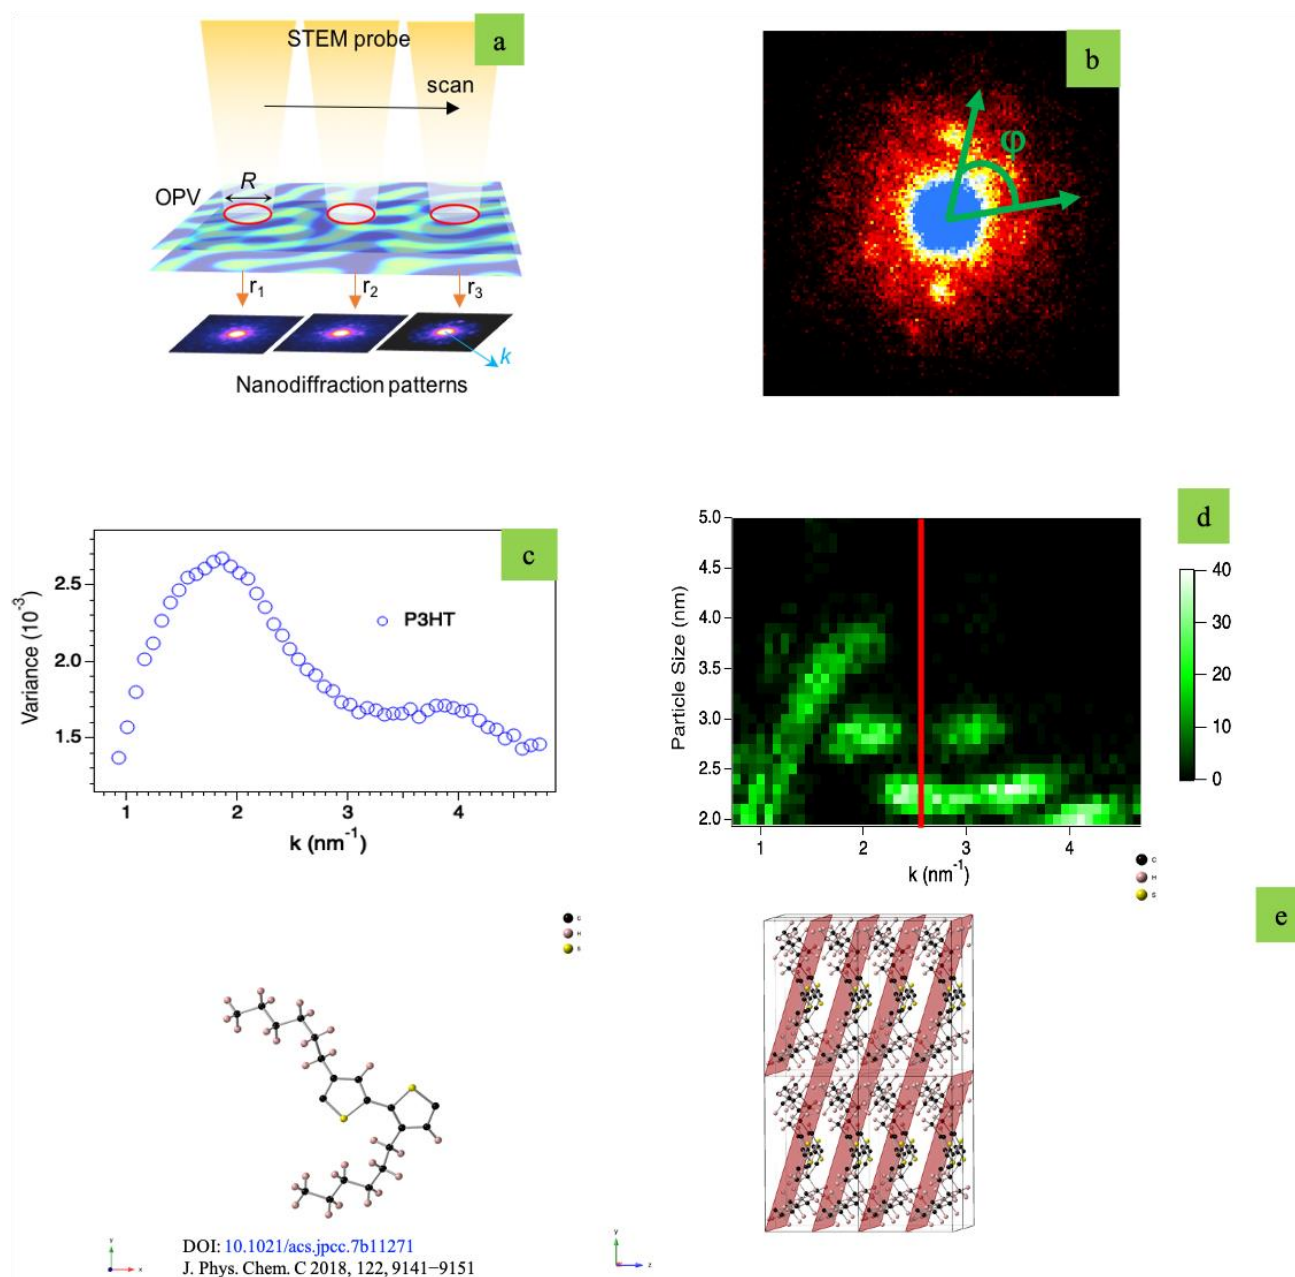 STEM probe
a
scan
OPV
R
r1
r2
r3
k
Nanodiffraction patterns
b
φ
c
Variance (10-3)
2.5
2.0
1.5
P3HT
1 2 3 4
k (nm-1)
d
Particle Size (nm)
5.0
4.5
4.0
3.5
3.0
2.5
2.0
1 2 3 4
k (nm-1)
40
30
20
10
0
C
H
S
C
H
S
e
y
x
y
z
DOI: 10.1021/acs.jpcc.7b11271
J. Phys. Chem. C 2018, 122, 9141−9151